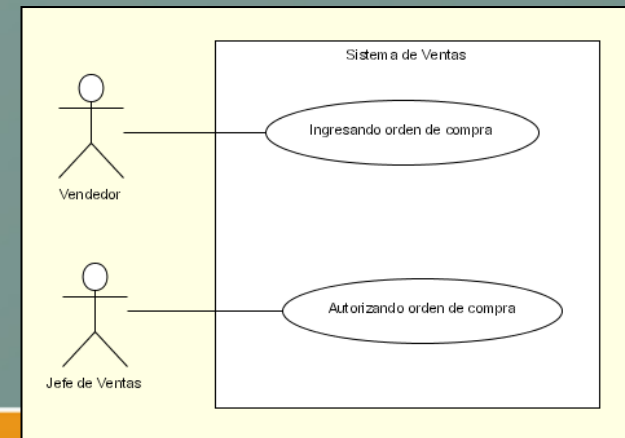 Sistema de Ventas
Ingresando orden de compra
Vendedor
Autorizando orden de compra
Jefe de Ventas